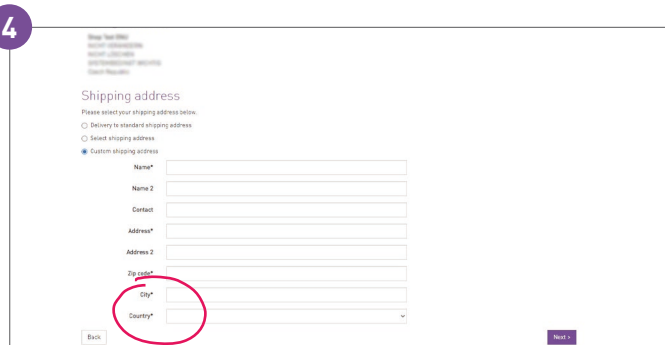 4
Shipping address
Please select your shipping address below.
Delivery to standard shipping address
Select shipping address
Custom shipping address
Name*
Name 2
Contact
Address*
Address 2
Zip code*
City*
Country*
Back
Next >